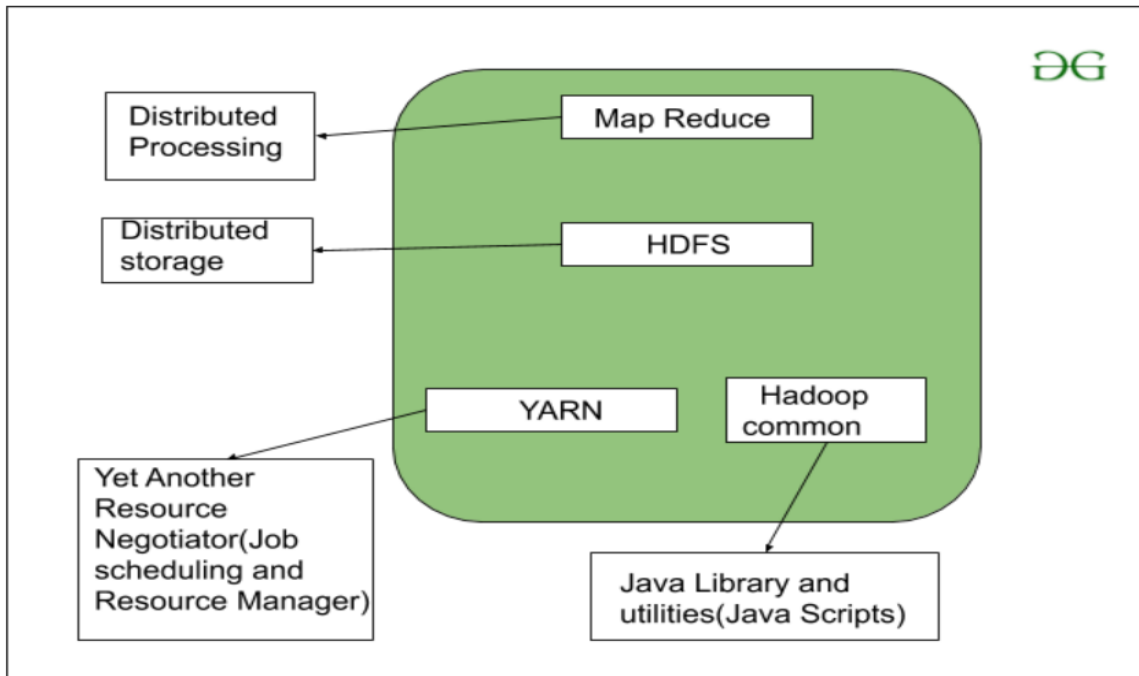 Distributed
Processing
Map Reduce
Distributed
storage
HDFS
YARN
Hadoop
common
Yet Another
Resource
Negotiator(Job
scheduling and
Resource Manager)
Java Library and
utilities(Java Scripts)